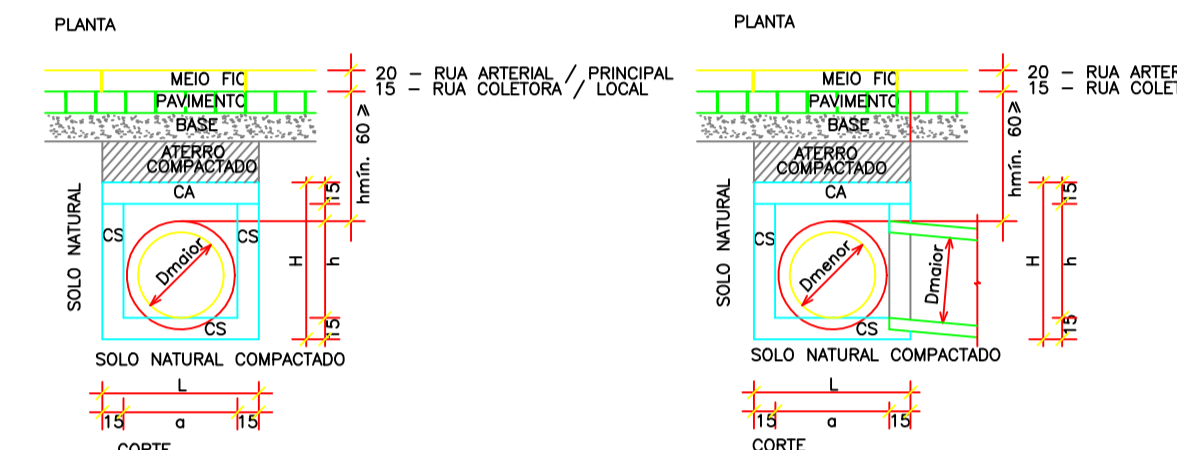 PLANTA
MEIO FIO
20 – RUA ARTERIAL / PRINCIPAL
15 – RUA COLETORA / LOCAL
PAVIMENTO
BASE
hmín. 60 ≥
ATERRO
COMPACTADO
CA
15
SOLO NATURAL
CS
CS
Dmaior
H
h
CS
15
SOLO NATURAL COMPACTADO
L
15
a
15
CORTE
PLANTA
MEIO FIO
20 – RUA ARTER
15 – RUA COLET
PAVIMENTO
BASE
hmín. 60 ≥
ATERRO
COMPACTADO
CA
15
SOLO NATURAL
CS
Dmenor
Dmaior
H
h
CS
15
SOLO NATURAL COMPACTADO
L
15
a
15
CORTE